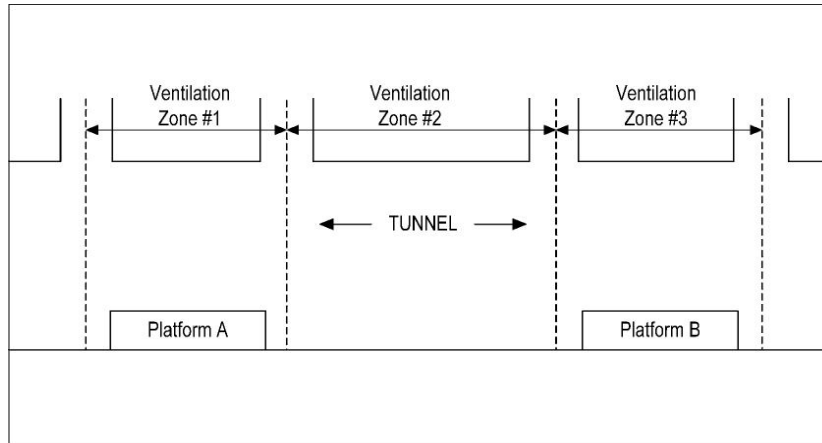 Ventilation
Zone #1
Ventilation
Zone #2
Ventilation
Zone #3
TUNNEL
Platform A
Platform B